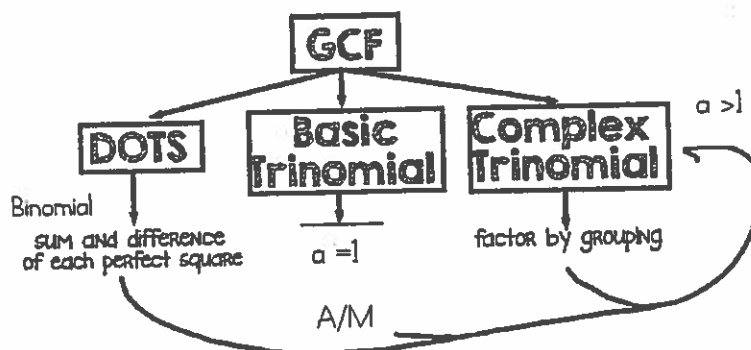 GCF
a >1
DOTS
Basic
Trinomial
Complex
Trinomial
Binomial
SUM and difference
of each perfect square
a =1
factor by GROUPING
A/M